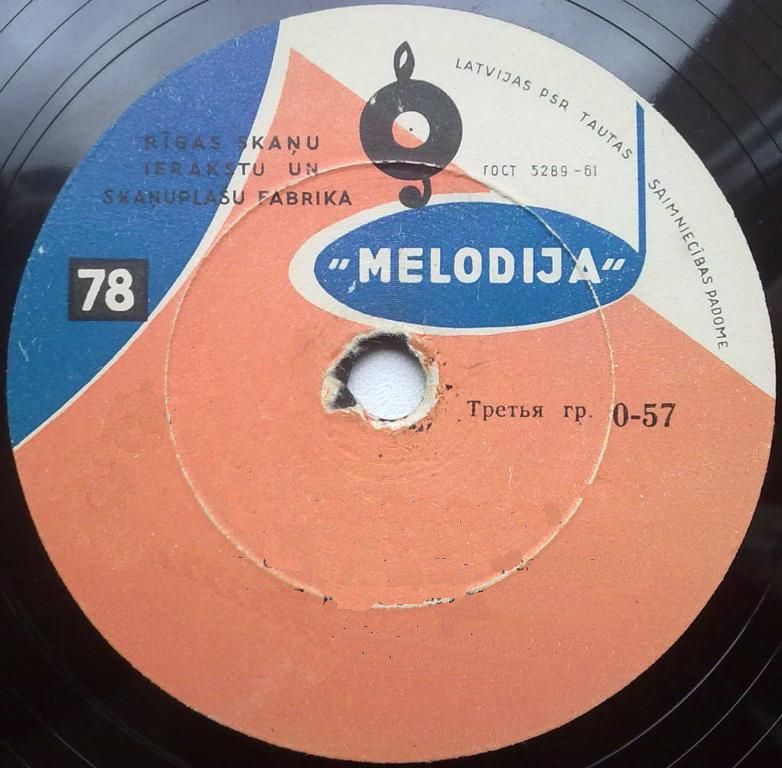 LATVIJAS PSR TAUTAS SAIMNIECĪBAS PADOME
RĪGAS SKAŅU
IERAKSTU UN
SKAŅUPLAŠU FABRIKA
ГОСТ 5289-61
"MELODIJA"
78
Третья гр. 0-57